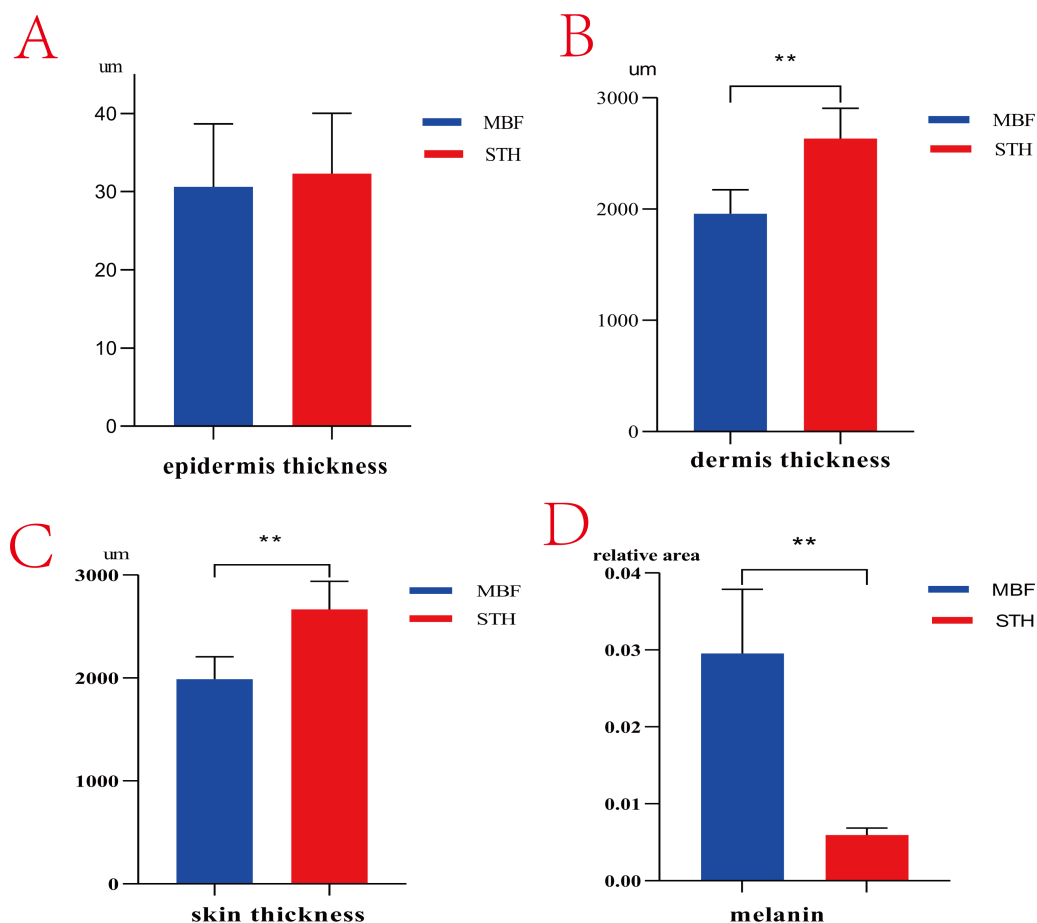 A
um
40
30
20
10
0
MBF
STH
epidermis thickness
B
um
**
3000
2000
1000
0
MBF
STH
dermis thickness
C
um
**
3000
2000
1000
0
MBF
STH
skin thickness
D
relative area
**
0.04
0.03
0.02
0.01
0.00
MBF
STH
melanin